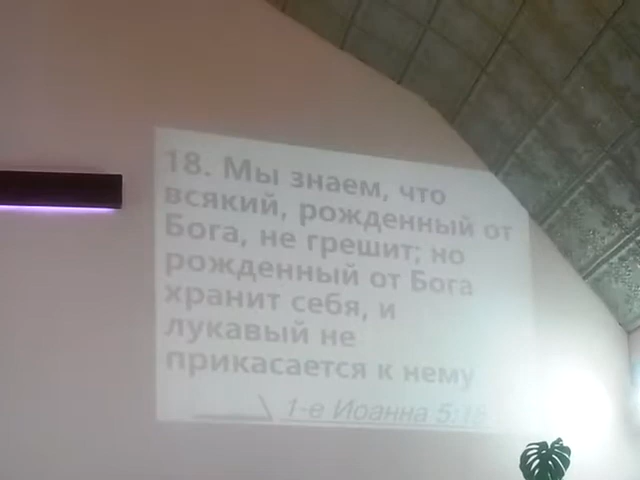 18. Мы знаем, что
всякий, рожденный от
Бога, не грешит; но
рожденный от Бога
хранит себя, и
лукавый не
прикасается к нему
1-е Иоанна 5:18